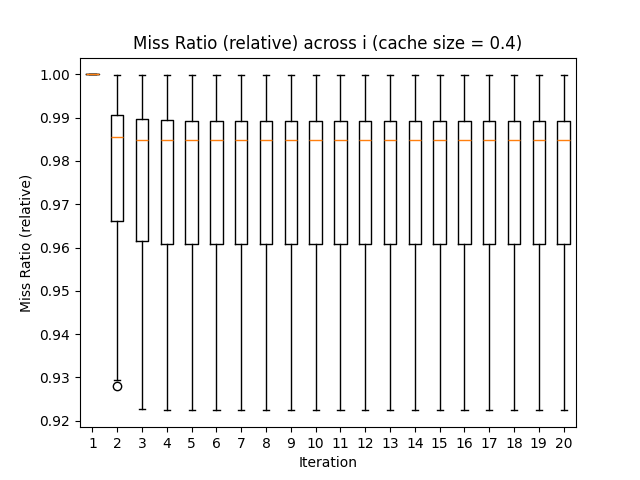 Miss Ratio (relative) across i (cache size = 0.4)
Miss Ratio (relative)
1.00
0.99
0.98
0.97
0.96
0.95
0.94
0.93
0.92
1 2 3 4 5 6 7 8 9 10 11 12 13 14 15 16 17 18 19 20
Iteration